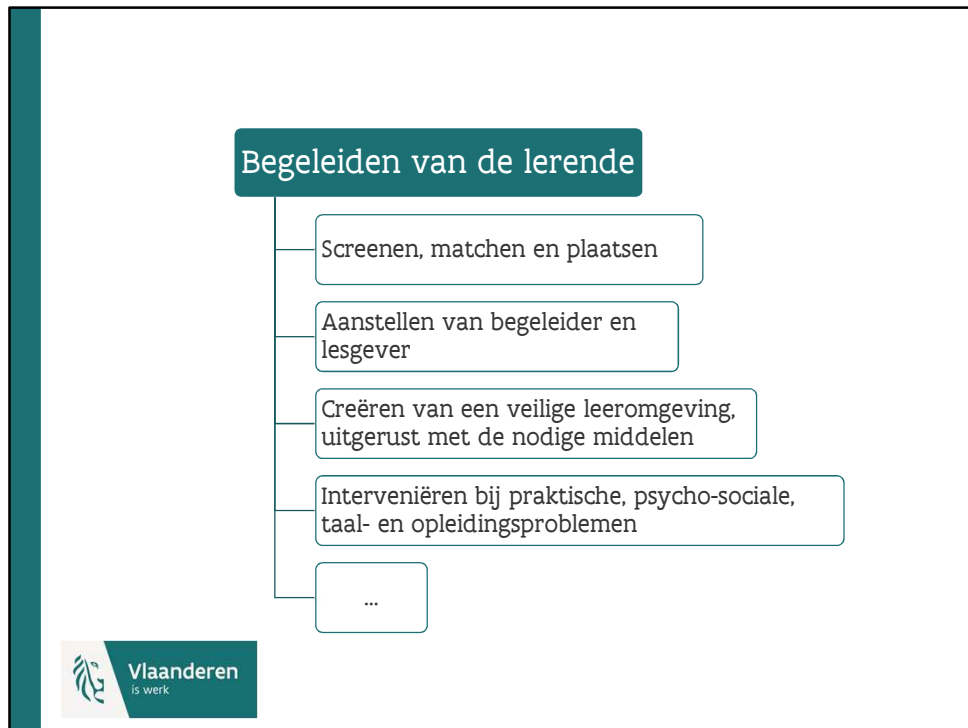 Begeleiden van de lerende
Screenen, matchen en plaatsen
Aanstellen van begeleider en
lesgever
Creëren van een veilige leeromgeving,
uitgerust met de nodige middelen
Interveniëren bij praktische, psycho-sociale,
taal- en opleidingsproblemen
...
Vlaanderen
is werk